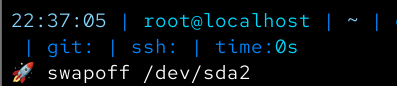 22:37:05 | root@localhost | ~ |
| git: | ssh: | time:0s
🚀 swapoff /dev/sda2